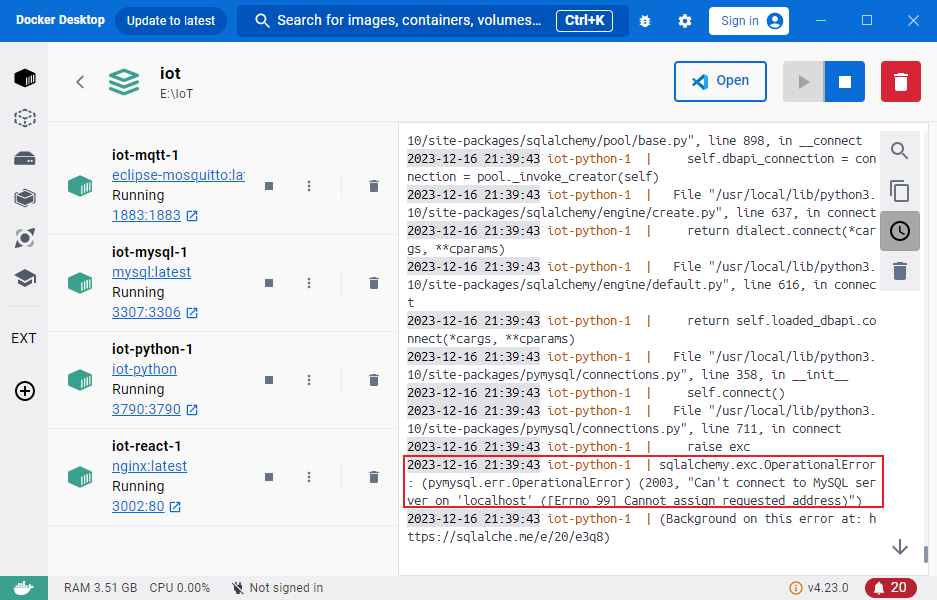 Docker Desktop
Update to latest
Search for images, containers, volumes...
Ctrl+K
Sign in
iot
E:\IoT
Open
iot-mqtt-1
eclipse-mosquitto:lat
Running
1883:1883
iot-mysql-1
mysql:latest
Running
3307:3306
iot-python-1
iot-python
Running
3790:3790
iot-react-1
nginx:latest
Running
3002:80
EXT
10/site-packages/sqlalchemy/pool/base.py", line 898, in __connect
2023-12-16 21:39:43 iot-python-1 | self.dbapi_connection = con
nection = pool._invoke_creator(self)
2023-12-16 21:39:43 iot-python-1 | File "/usr/local/lib/python3.
10/site-packages/sqlalchemy/engine/create.py", line 637, in connect
2023-12-16 21:39:43 iot-python-1 | return dialect.connect(*car
gs, **cparams)
2023-12-16 21:39:43 iot-python-1 | File "/usr/local/lib/python3.
10/site-packages/sqlalchemy/engine/default.py", line 616, in connec
t
2023-12-16 21:39:43 iot-python-1 | return self.loaded_dbapi.co
nnect(*cargs, **cparams)
2023-12-16 21:39:43 iot-python-1 | File "/usr/local/lib/python3.
10/site-packages/pymysql/connections.py", line 358, in __init__
2023-12-16 21:39:43 iot-python-1 | self.connect()
2023-12-16 21:39:43 iot-python-1 | File "/usr/local/lib/python3.
10/site-packages/pymysql/connections.py", line 711, in connect
2023-12-16 21:39:43 iot-python-1 | raise exc
2023-12-16 21:39:43 iot-python-1 | sqlalchemy.exc.OperationalError
: (pymysql.err.OperationalError) (2003, "Can't connect to MySQL ser
ver on 'localhost' ([Errno 99] Cannot assign requested address)")
2023-12-16 21:39:43 iot-python-1 | (Background on this error at: h
ttps://sqlalche.me/e/20/e3q8)
RAM 3.51 GB
CPU 0.00%
Not signed in
v4.23.0
20